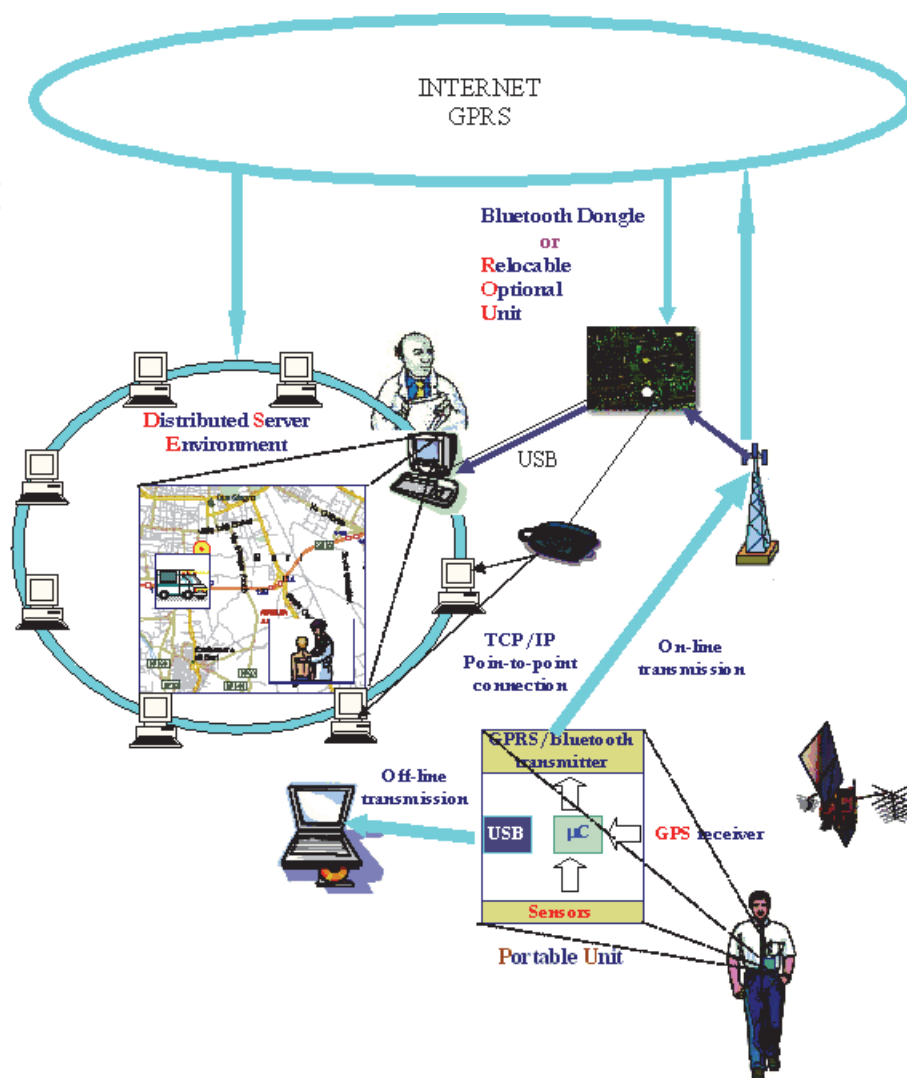 INTERNET
GPRS
Bluetooth Dongle
or
Relocable
Optional
Unit
Distributed Server
Environment
USB
TCP/IP
Poin-to-point
connection
On-line
transmission
GPRS/Bluetooth
transmitter
Off-line
transmission
USB
µC
GPS receiver
Sensors
Portable Unit